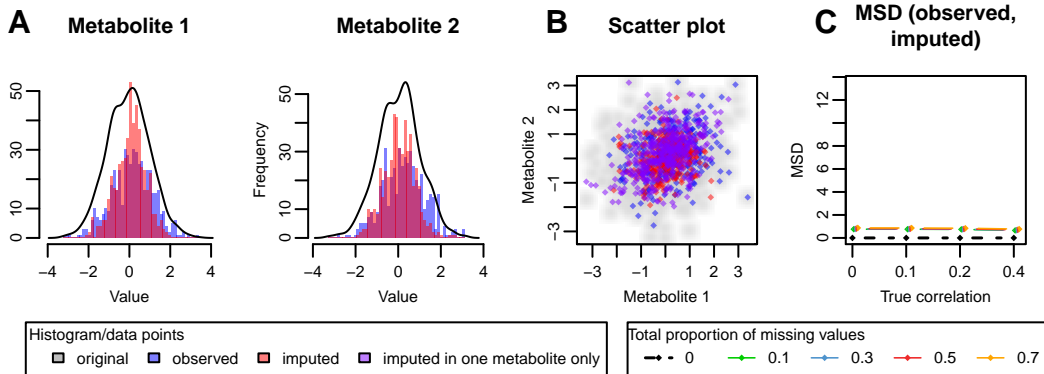 A
Metabolite 1
Metabolite 2
B
Scatter plot
C
MSD (observed,
imputed)
0
10
30
50
−4
−2
0
2
4
Value
Frequency
0
10
30
50
−4
−2
0
2
4
Value
Metabolite 2
−3
−1
1
2
3
−3
−1
0
1
2
3
Metabolite 1
MSD
0
2
4
8
12
0
0.1
0.2
0.4
True correlation
Histogram/data points
original
observed
imputed
imputed in one metabolite only
Total proportion of missing values
0
0.1
0.3
0.5
0.7